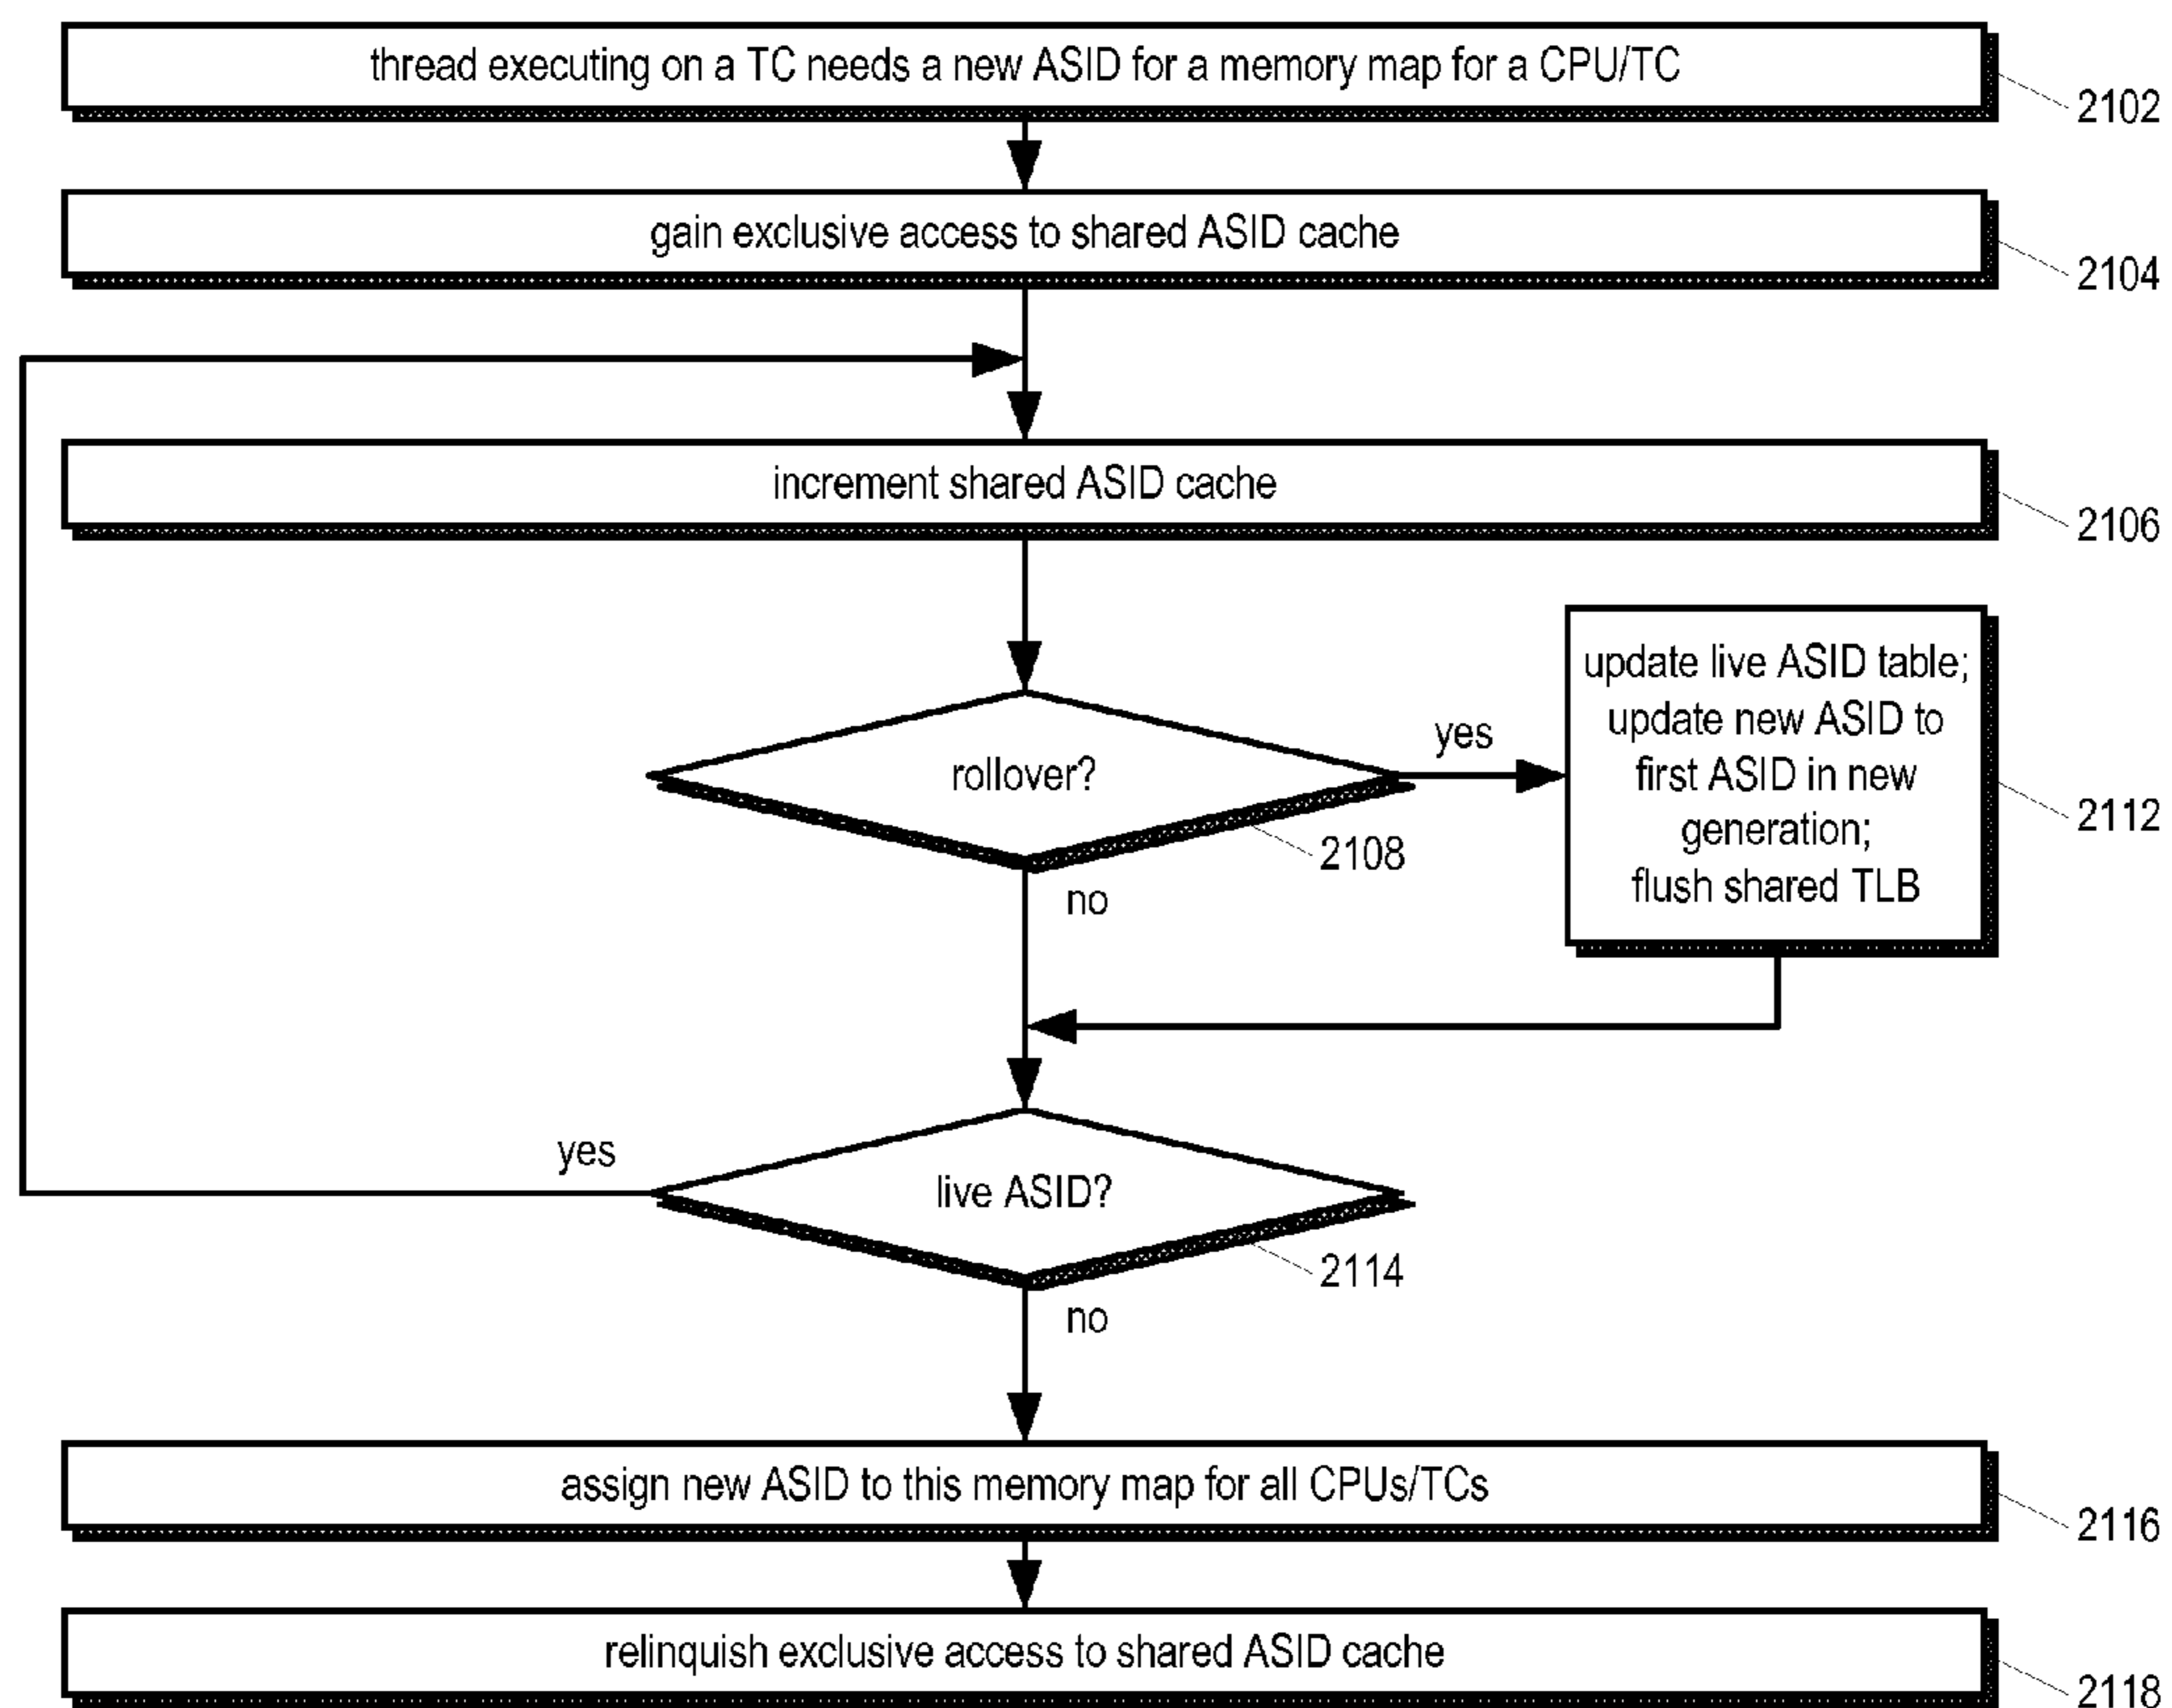 thread executing on a TC needs a new ASID for a memory map for a CPU/TC
2102
gain exclusive access to shared ASID cache
2104
increment shared ASID cache
2106
rollover?
2108
yes
no
update live ASID table;
update new ASID to
first ASID in new
generation;
flush shared TLB
2112
live ASID?
2114
yes
no
assign new ASID to this memory map for all CPUs/TCs
2116
relinquish exclusive access to shared ASID cache
2118